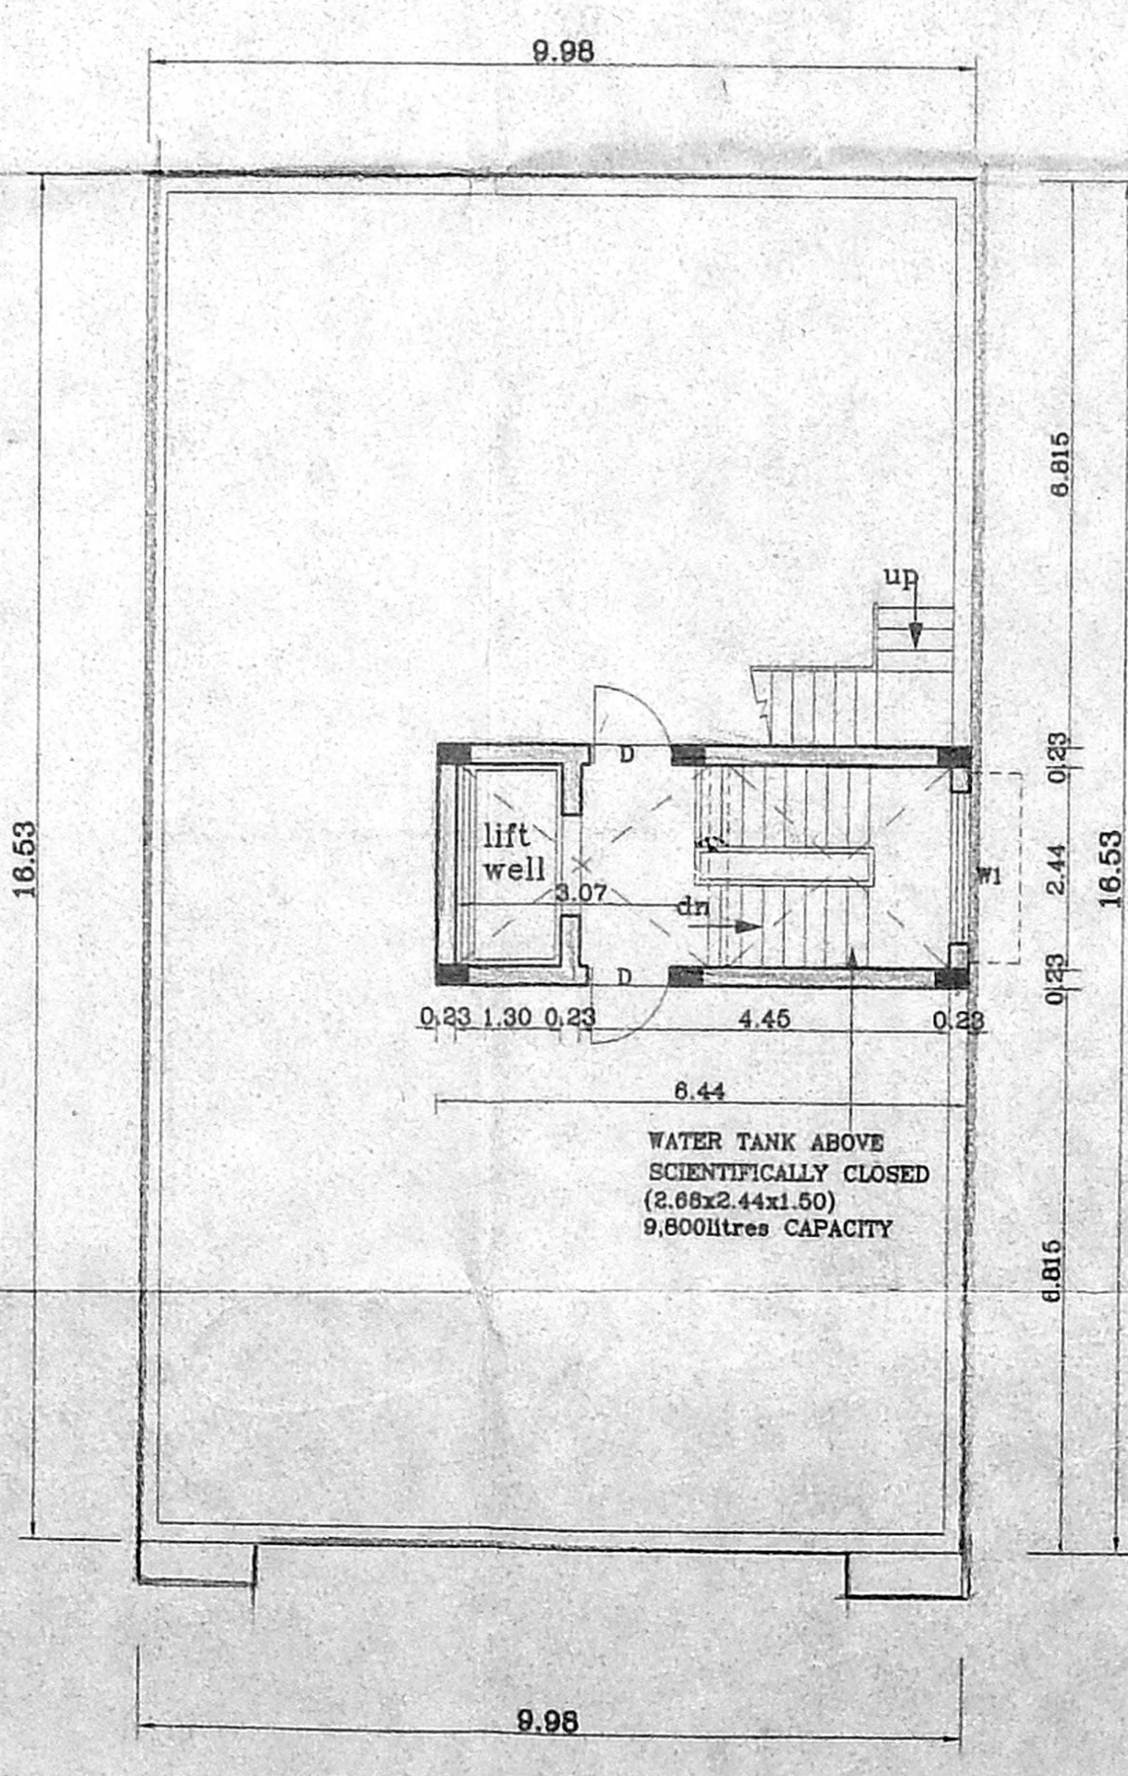 9.98
6.815
up
D
0.23
lift
well
16.53
2.44
16.53
W1
3.07
dn
D
0.23
0.23 1.30 0.23 4.45 0.23
6.44
WATER TANK ABOVE
SCIENTIFICALLY CLOSED
(2.68x2.44x1.50)
9,800litres CAPACITY
6.815
9.98